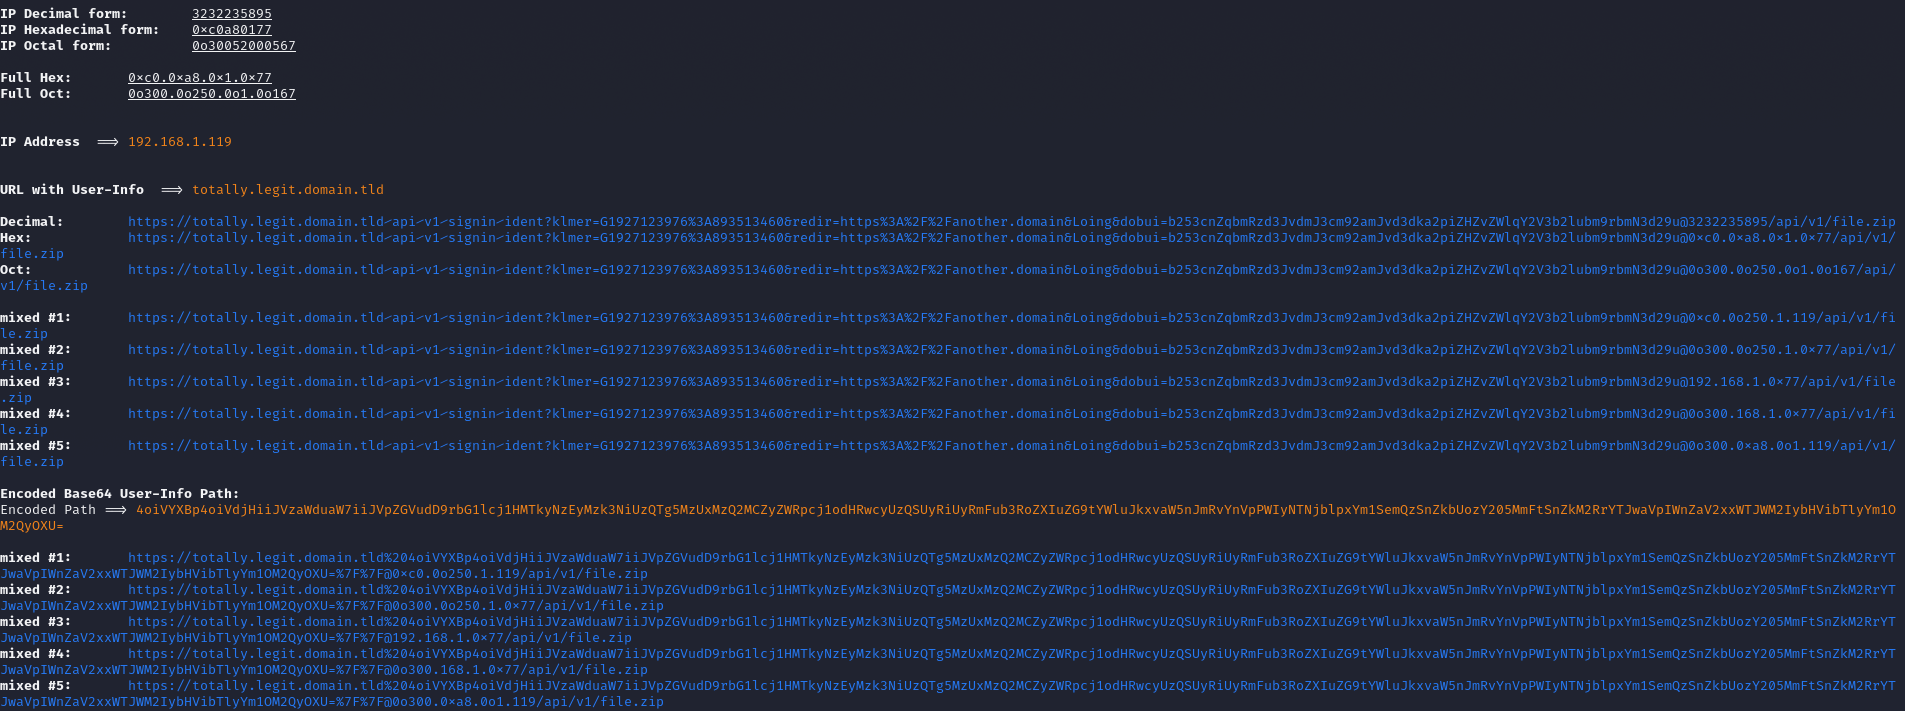 IP Decimal form: 3232235895
IP Hexadecimal form: 0×c0a80177
IP Octal form: 0o30052000567
Full Hex: 0×c0.0×a8.0×1.0×77
Full Oct: 0o300.0o250.0o1.0o167
IP Address ⟹ 192.168.1.119
URL with User-Info ⟹ totally.legit.domain.tld
Decimal: https://totally.legit.domain.tld⁄api⁄v1⁄signin⁄ident?klmer=G1927123976%3A893513460&redir=https%3A%2F%2Fanother.domain&Loing&dobui=b253cnZqbmRzd3JvdmJ3cm92amJvd3dka2piZHZvZWlqY2V3b2lubm9rbmN3d29u@3232235895/api/v1/file.zip
Hex: https://totally.legit.domain.tld⁄api⁄v1⁄signin⁄ident?klmer=G1927123976%3A893513460&redir=https%3A%2F%2Fanother.domain&Loing&dobui=b253cnZqbmRzd3JvdmJ3cm92amJvd3dka2piZHZvZWlqY2V3b2lubm9rbmN3d29u@0×c0.0×a8.0×1.0×77/api/v1/
file.zip
Oct: https://totally.legit.domain.tld⁄api⁄v1⁄signin⁄ident?klmer=G1927123976%3A893513460&redir=https%3A%2F%2Fanother.domain&Loing&dobui=b253cnZqbmRzd3JvdmJ3cm92amJvd3dka2piZHZvZWlqY2V3b2lubm9rbmN3d29u@0o300.0o250.0o1.0o167/api/
v1/file.zip
mixed #1: https://totally.legit.domain.tld⁄api⁄v1⁄signin⁄ident?klmer=G1927123976%3A893513460&redir=https%3A%2F%2Fanother.domain&Loing&dobui=b253cnZqbmRzd3JvdmJ3cm92amJvd3dka2piZHZvZWlqY2V3b2lubm9rbmN3d29u@0×c0.0o250.1.119/api/v1/fi
le.zip
mixed #2: https://totally.legit.domain.tld⁄api⁄v1⁄signin⁄ident?klmer=G1927123976%3A893513460&redir=https%3A%2F%2Fanother.domain&Loing&dobui=b253cnZqbmRzd3JvdmJ3cm92amJvd3dka2piZHZvZWlqY2V3b2lubm9rbmN3d29u@0o300.0o250.1.0×77/api/v1/
file.zip
mixed #3: https://totally.legit.domain.tld⁄api⁄v1⁄signin⁄ident?klmer=G1927123976%3A893513460&redir=https%3A%2F%2Fanother.domain&Loing&dobui=b253cnZqbmRzd3JvdmJ3cm92amJvd3dka2piZHZvZWlqY2V3b2lubm9rbmN3d29u@192.168.1.0×77/api/v1/file
.zip
mixed #4: https://totally.legit.domain.tld⁄api⁄v1⁄signin⁄ident?klmer=G1927123976%3A893513460&redir=https%3A%2F%2Fanother.domain&Loing&dobui=b253cnZqbmRzd3JvdmJ3cm92amJvd3dka2piZHZvZWlqY2V3b2lubm9rbmN3d29u@0o300.168.1.0×77/api/v1/fi
le.zip
mixed #5: https://totally.legit.domain.tld⁄api⁄v1⁄signin⁄ident?klmer=G1927123976%3A893513460&redir=https%3A%2F%2Fanother.domain&Loing&dobui=b253cnZqbmRzd3JvdmJ3cm92amJvd3dka2piZHZvZWlqY2V3b2lubm9rbmN3d29u@0o300.0×a8.0o1.119/api/v1/
file.zip
Encoded Base64 User-Info Path:
Encoded Path ⟹ 4oiVYXBp4oiVdjHiiJVzaWduaW7iiJVpZGVudD9rbG1lcj1HMTkyNzEyMzk3NiUzQTg5MzUxMzQ2MCZyZWRpcj1odHRwcyUzQSUyRiUyRmFub3RoZXIuZG9tYWluJkxvaW5nJmRvYnVpPWIyNTNjblpxYm1SemQzSnZkbUozY205MmFtSnZkM2RrYTJwaVpIWnZaV2xxWTJWM2IybHVibTlyYm1O
M2QyOXU=
mixed #1: https://totally.legit.domain.tld%204oiVYXBp4oiVdjHiiJVzaWduaW7iiJVpZGVudD9rbG1lcj1HMTkyNzEyMzk3NiUzQTg5MzUxMzQ2MCZyZWRpcj1odHRwcyUzQSUyRiUyRmFub3RoZXIuZG9tYWluJkxvaW5nJmRvYnVpPWIyNTNjblpxYm1SemQzSnZkbUozY205MmFtSnZkM2RrYT
JwaVpIWnZaV2xxWTJWM2IybHVibTlyYm1OM2QyOXU=%7F%7F@0×c0.0o250.1.119/api/v1/file.zip
mixed #2: https://totally.legit.domain.tld%204oiVYXBp4oiVdjHiiJVzaWduaW7iiJVpZGVudD9rbG1lcj1HMTkyNzEyMzk3NiUzQTg5MzUxMzQ2MCZyZWRpcj1odHRwcyUzQSUyRiUyRmFub3RoZXIuZG9tYWluJkxvaW5nJmRvYnVpPWIyNTNjblpxYm1SemQzSnZkbUozY205MmFtSnZkM2RrYT
JwaVpIWnZaV2xxWTJWM2IybHVibTlyYm1OM2QyOXU=%7F%7F@0o300.0o250.1.0×77/api/v1/file.zip
mixed #3: https://totally.legit.domain.tld%204oiVYXBp4oiVdjHiiJVzaWduaW7iiJVpZGVudD9rbG1lcj1HMTkyNzEyMzk3NiUzQTg5MzUxMzQ2MCZyZWRpcj1odHRwcyUzQSUyRiUyRmFub3RoZXIuZG9tYWluJkxvaW5nJmRvYnVpPWIyNTNjblpxYm1SemQzSnZkbUozY205MmFtSnZkM2RrYT
JwaVpIWnZaV2xxWTJWM2IybHVibTlyYm1OM2QyOXU=%7F%7F@192.168.1.0×77/api/v1/file.zip
mixed #4: https://totally.legit.domain.tld%204oiVYXBp4oiVdjHiiJVzaWduaW7iiJVpZGVudD9rbG1lcj1HMTkyNzEyMzk3NiUzQTg5MzUxMzQ2MCZyZWRpcj1odHRwcyUzQSUyRiUyRmFub3RoZXIuZG9tYWluJkxvaW5nJmRvYnVpPWIyNTNjblpxYm1SemQzSnZkbUozY205MmFtSnZkM2RrYT
JwaVpIWnZaV2xxWTJWM2IybHVibTlyYm1OM2QyOXU=%7F%7F@0o300.168.1.0×77/api/v1/file.zip
mixed #5: https://totally.legit.domain.tld%204oiVYXBp4oiVdjHiiJVzaWduaW7iiJVpZGVudD9rbG1lcj1HMTkyNzEyMzk3NiUzQTg5MzUxMzQ2MCZyZWRpcj1odHRwcyUzQSUyRiUyRmFub3RoZXIuZG9tYWluJkxvaW5nJmRvYnVpPWIyNTNjblpxYm1SemQzSnZkbUozY205MmFtSnZkM2RrYT
JwaVpIWnZaV2xxWTJWM2IybHVibTlyYm1OM2QyOXU=%7F%7F@0o300.0×a8.0o1.119/api/v1/file.zip